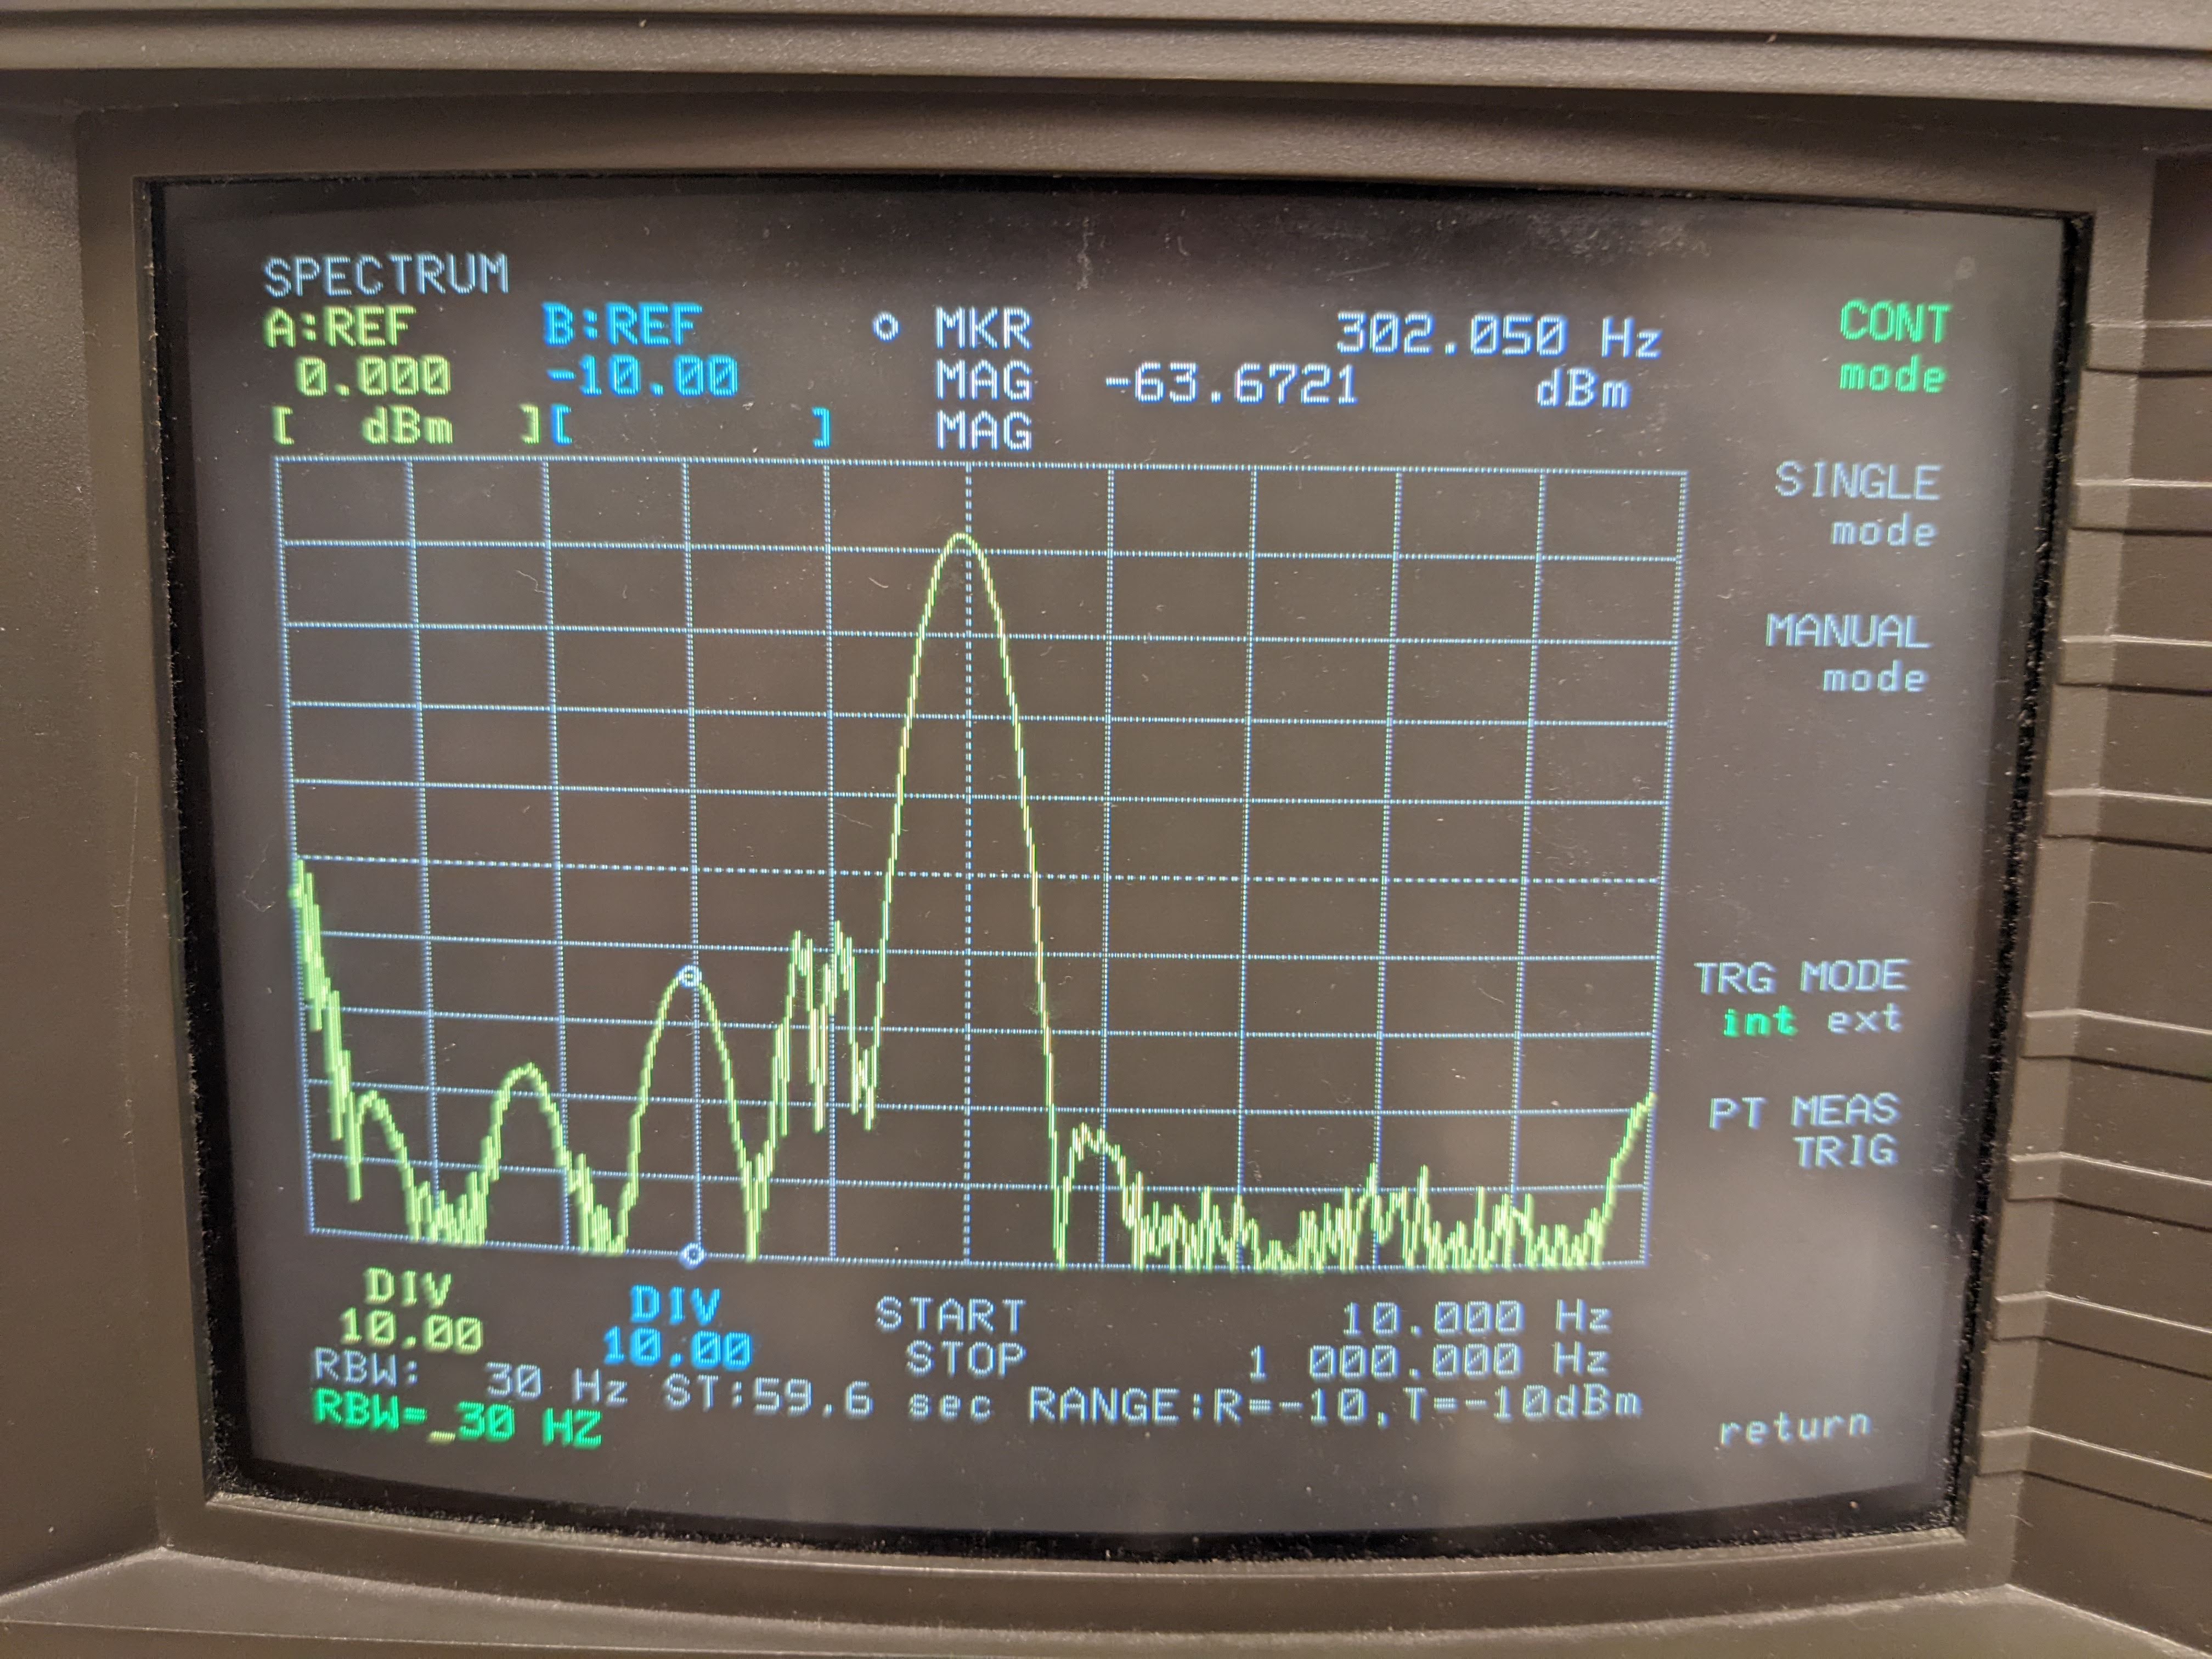 SPECTRUM
A:REF B:REF o MKR 302.050 Hz
0.000 -10.00 MAG -63.6721 dBm
[ dBm ][ ] MAG
CONT
mode
SINGLE
mode
MANUAL
mode
TRG MODE
int ext
PT MEAS
TRIG
return
DIV DIV START 10.000 Hz
10.00 10.00 STOP 1 000.000 Hz
RBW: 30 Hz ST:59.6 sec RANGE:R=-10,T=-10dBm
RBW=_30 HZ